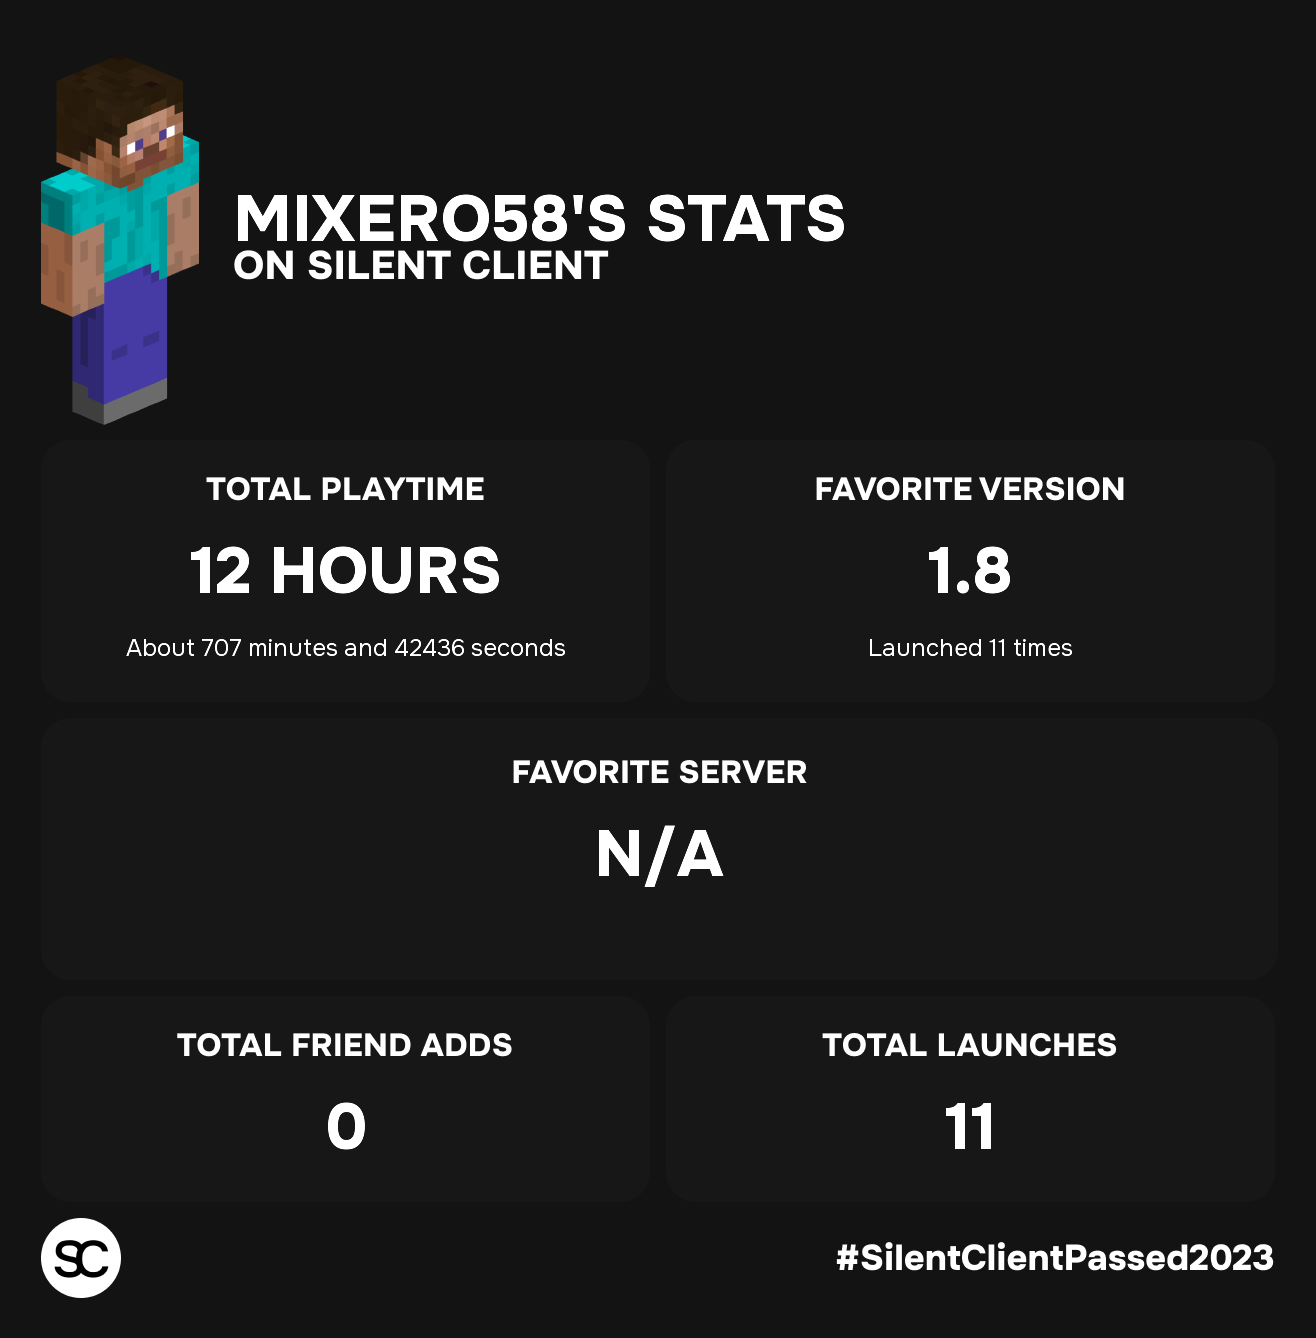 MIXERO58'S STATS
ON SILENT CLIENT
TOTAL PLAYTIME
12 HOURS
About 707 minutes and 42436 seconds
FAVORITE VERSION
1.8
Launched 11 times
FAVORITE SERVER
N/A
TOTAL FRIEND ADDS
0
TOTAL LAUNCHES
11
SC
#SilentClientPassed2023